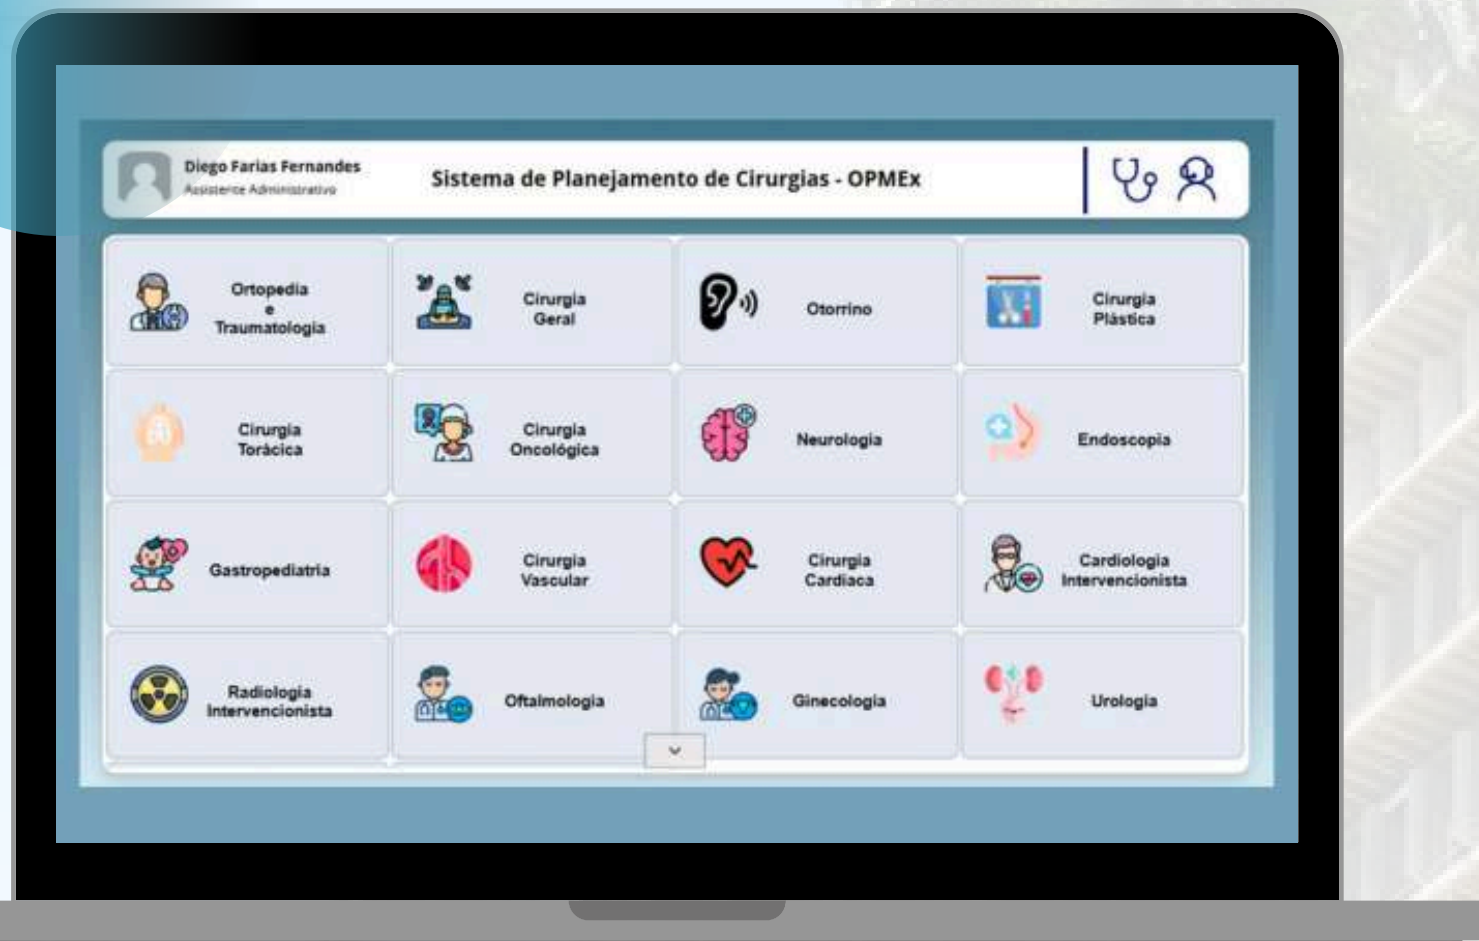 Diego Farias Fernandes
Assistente Administrativo
Sistema de Planejamento de Cirurgias - OPMEx
Ortopedia
e
Traumatologia
Cirurgia
Geral
Otorrino
Cirurgia
Plástica
Cirurgia
Torácica
Cirurgia
Oncológica
Neurologia
Endoscopia
Gastropediatria
Cirurgia
Vascular
Cirurgia
Cardiaca
Cardiologia
Intervencionista
Radiologia
Intervencionista
Oftalmologia
Ginecologia
Urologia